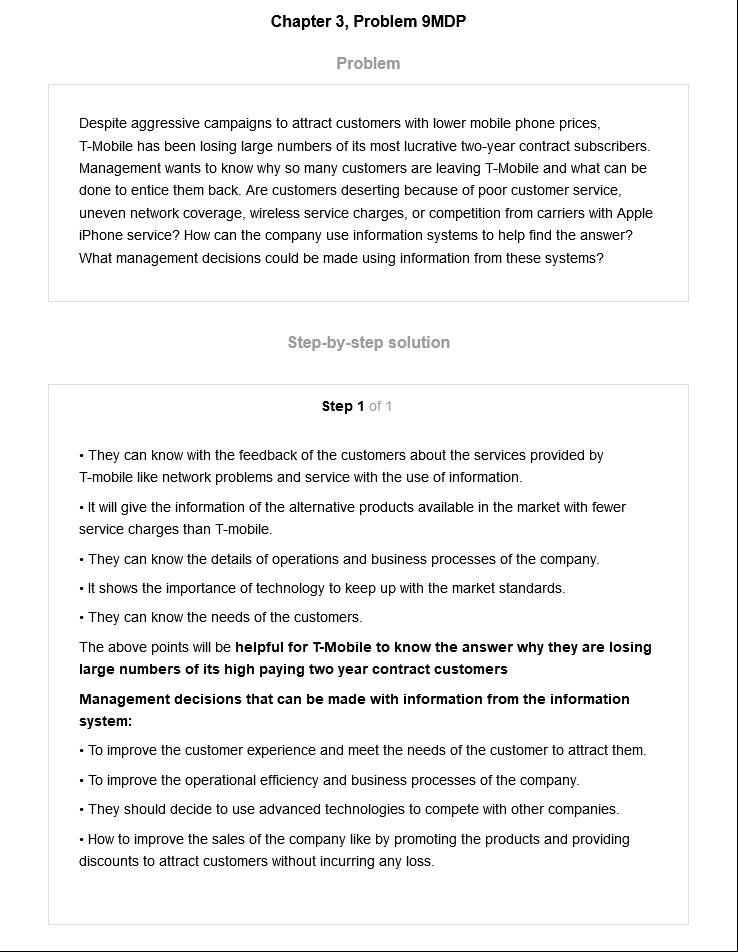 Chapter 3, Problem 9MDP
Problem
Despite aggressive campaigns to attract customers with lower mobile phone prices,
T-Mobile has been losing large numbers of its most lucrative two-year contract subscribers.
Management wants to know why so many customers are leaving T-Mobile and what can be
done to entice them back. Are customers deserting because of poor customer service,
uneven network coverage, wireless service charges, or competition from carriers with Apple
iPhone service? How can the company use information systems to help find the answer?
What management decisions could be made using information from these systems?
Step-by-step solution
Step 1 of 1
• They can know with the feedback of the customers about the services provided by
T-mobile like network problems and service with the use of information.
• It will give the information of the alternative products available in the market with fewer
service charges than T-mobile.
• They can know the details of operations and business processes of the company.
• It shows the importance of technology to keep up with the market standards.
• They can know the needs of the customers.
The above points will be helpful for T-Mobile to know the answer why they are losing
large numbers of its high paying two year contract customers
Management decisions that can be made with information from the information
system:
• To improve the customer experience and meet the needs of the customer to attract them.
• To improve the operational efficiency and business processes of the company.
• They should decide to use advanced technologies to compete with other companies.
• How to improve the sales of the company like by promoting the products and providing
discounts to attract customers without incurring any loss.